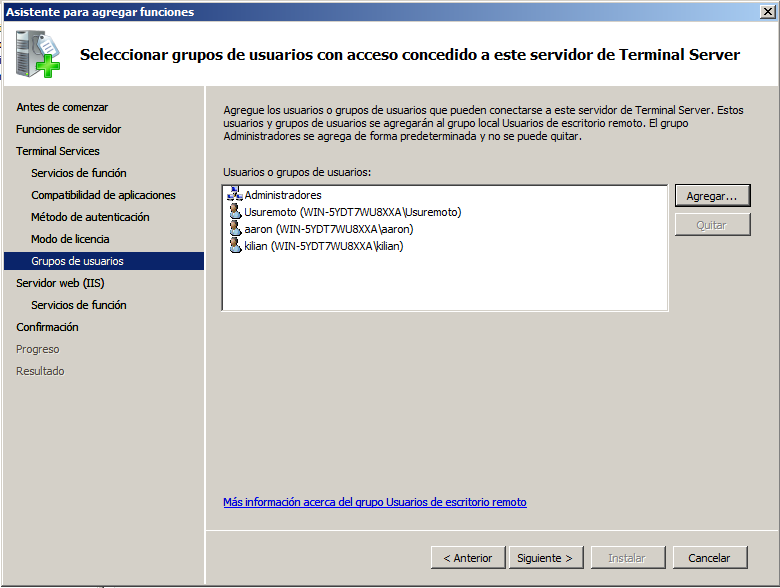 Asistente para agregar funciones
Seleccionar grupos de usuarios con acceso concedido a este servidor de Terminal Server
Antes de comenzar
Funciones de servidor
Terminal Services
Servicios de función
Compatibilidad de aplicaciones
Método de autenticación
Modo de licencia
Grupos de usuarios
Servidor web (IIS)
Servicios de función
Confirmación
Progreso
Resultado
Agregue los usuarios o grupos de usuarios que pueden conectarse a este servidor de Terminal Server. Estos
usuarios y grupos de usuarios se agregarán al grupo local Usuarios de escritorio remoto. El grupo
Administradores se agrega de forma predeterminada y no se puede quitar.
Usuarios o grupos de usuarios:
Administradores
Usuremoto (WIN-5YDT7WU8XXA\Usuremoto)
aaron (WIN-5YDT7WU8XXA\aaron)
kilian (WIN-5YDT7WU8XXA\kilian)
Agregar...
Quitar
Más información acerca del grupo Usuarios de escritorio remoto
< Anterior
Siguiente >
Instalar
Cancelar